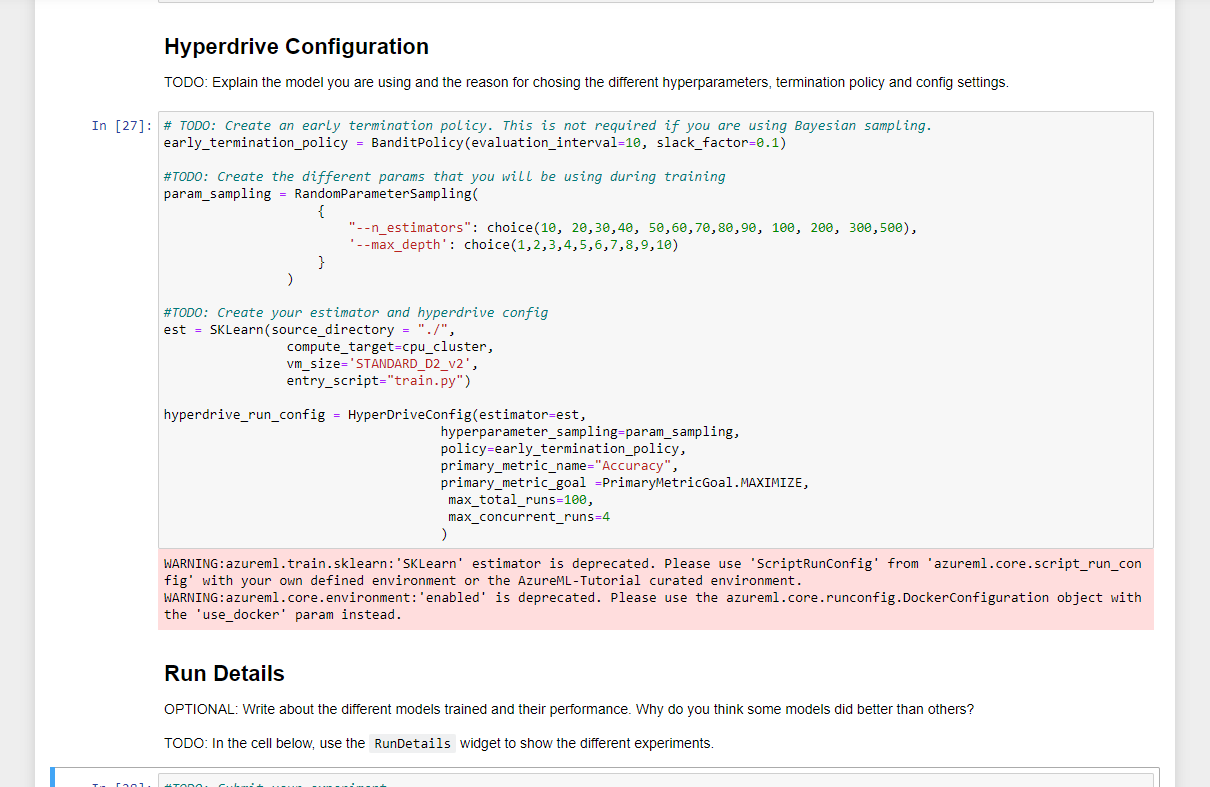 Hyperdrive Configuration
TODO: Explain the model you are using and the reason for chosing the different hyperparameters, termination policy and config settings.
In [27]: # TODO: Create an early termination policy. This is not required if you are using Bayesian sampling.
early_termination_policy = BanditPolicy(evaluation_interval=10, slack_factor=0.1)
#TODO: Create the different params that you will be using during training
param_sampling = RandomParameterSampling(
{
"--n_estimators": choice(10, 20,30,40, 50,60,70,80,90, 100, 200, 300,500),
'--max_depth': choice(1,2,3,4,5,6,7,8,9,10)
}
)
#TODO: Create your estimator and hyperdrive config
est = SKLearn(source_directory = "./",
compute_target=cpu_cluster,
vm_size='STANDARD_D2_v2',
entry_script="train.py")
hyperdrive_run_config = HyperDriveConfig(estimator=est,
hyperparameter_sampling=param_sampling,
policy=early_termination_policy,
primary_metric_name="Accuracy",
primary_metric_goal =PrimaryMetricGoal.MAXIMIZE,
max_total_runs=100,
max_concurrent_runs=4
)
WARNING:azureml.train.sklearn:'SKLearn' estimator is deprecated. Please use 'ScriptRunConfig' from 'azureml.core.script_run_con
fig' with your own defined environment or the AzureML-Tutorial curated environment.
WARNING:azureml.core.environment:'enabled' is deprecated. Please use the azureml.core.runconfig.DockerConfiguration object with
the 'use_docker' param instead.
Run Details
OPTIONAL: Write about the different models trained and their performance. Why do you think some models did better than others?
TODO: In the cell below, use the RunDetails widget to show the different experiments.
In [28]: #TODO: Submit your experiment